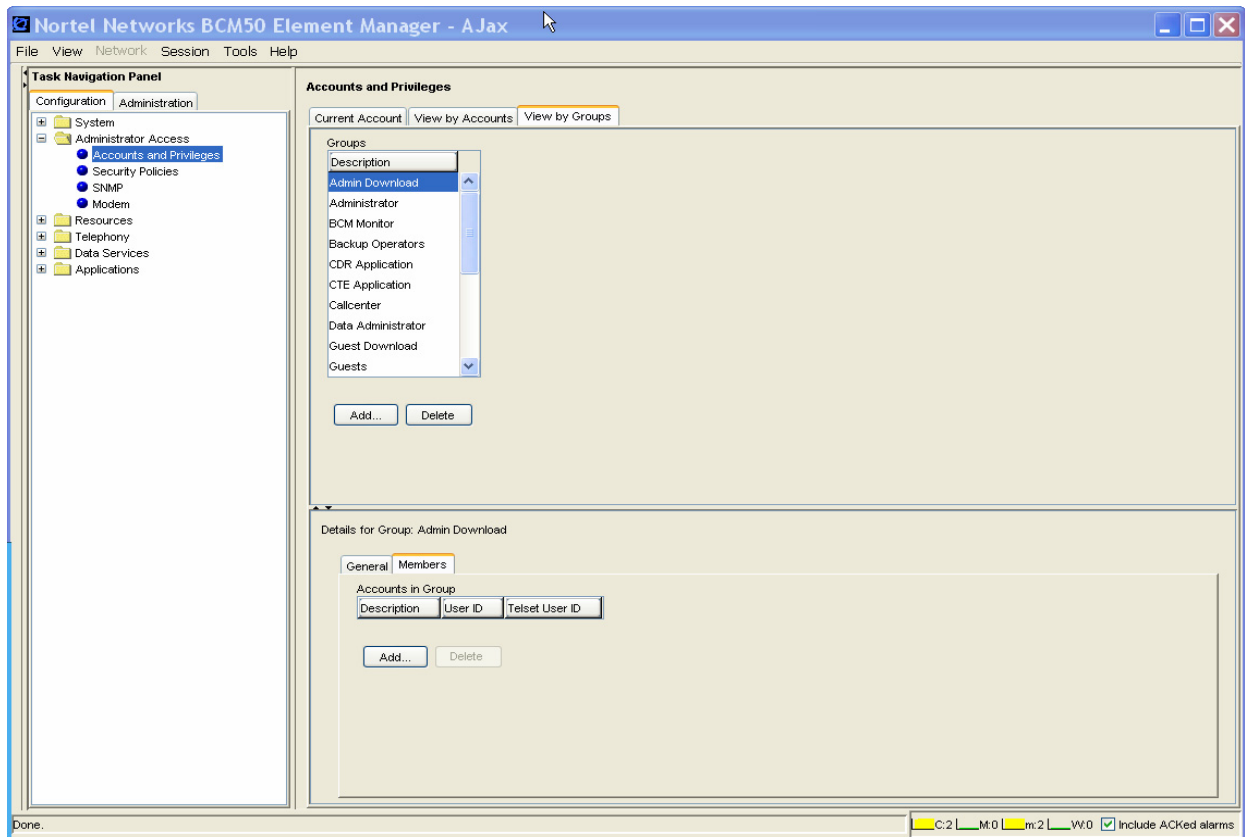 Nortel Networks BCM50 Element Manager - AJax
File View Network Session Tools Help
Task Navigation Panel
Configuration Administration
System
Administrator Access
Accounts and Privileges
Security Policies
SNMP
Modem
Resources
Telephony
Data Services
Applications
Accounts and Privileges
Current Account View by Accounts View by Groups
Groups
Description
Admin Download
Administrator
BCM Monitor
Backup Operators
CDR Application
CTE Application
Callcenter
Data Administrator
Guest Download
Guests
Add... Delete
Details for Group: Admin Download
General Members
Accounts in Group
Description User ID Telset User ID
Add... Delete
Done.
C:2 M:0 m:2 W:0 Include ACKed alarms